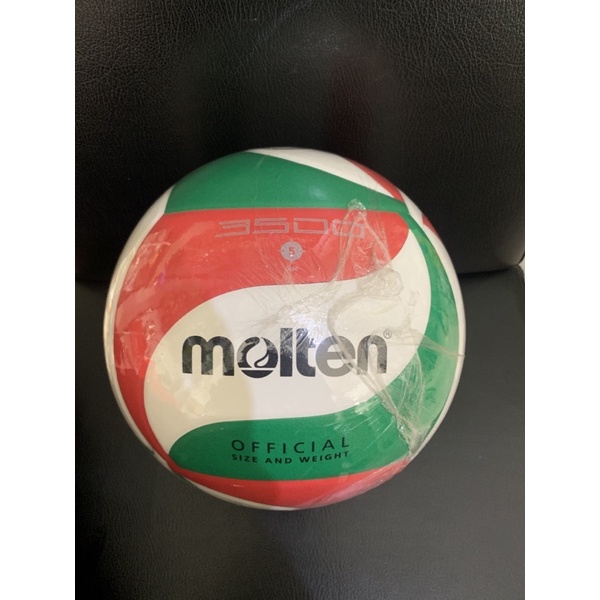 3500
5
molten®
OFFICIAL
SIZE AND WEIGHT